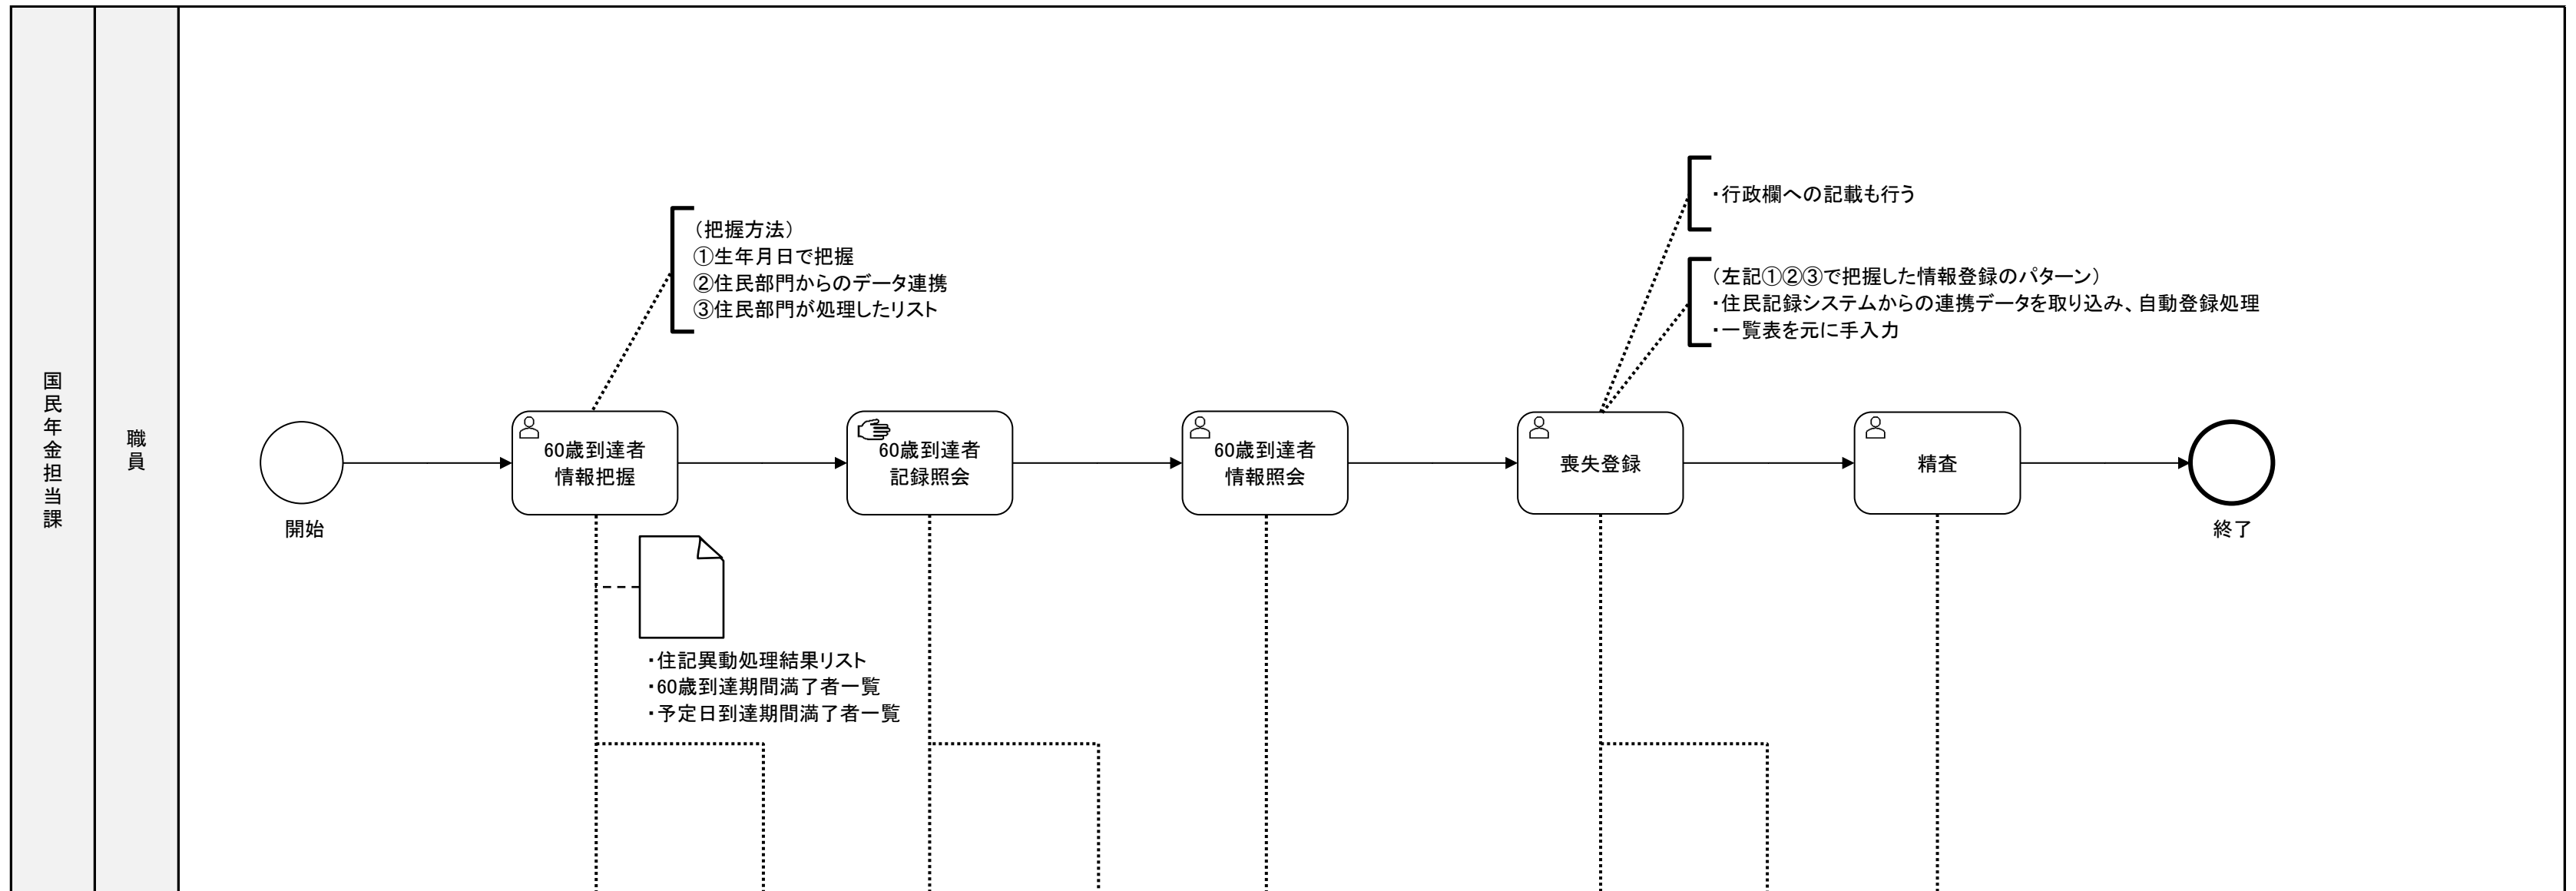 国民年金担当課
職員
開始
(把握方法)
①生年月日で把握
②住民部門からのデータ連携
③住民部門が処理したリスト
60歳到達者
情報把握
・住記異動処理結果リスト
・60歳到達期間満了者一覧
・予定日到達期間満了者一覧
60歳到達者
記録照会
60歳到達者
情報照会
・行政欄への記載も行う
(左記①②③で把握した情報登録のパターン)
・住民記録システムからの連携データを取り込み、自動登録処理
・一覧表を元に手入力
喪失登録
精査
終了